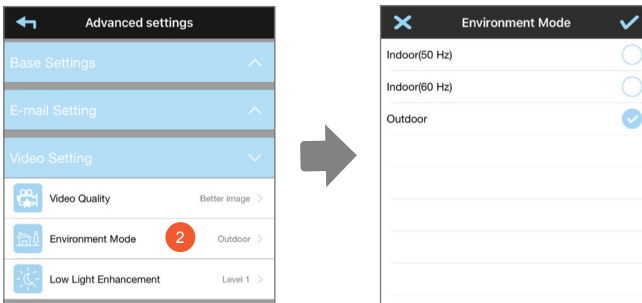 Advanced settings
Base Settings
E-mail Setting
Video Setting
Video Quality Better image
Environment Mode 2 Outdoor
Low Light Enhancement Level 1
Environment Mode
Indoor(50 Hz)
Indoor(60 Hz)
Outdoor